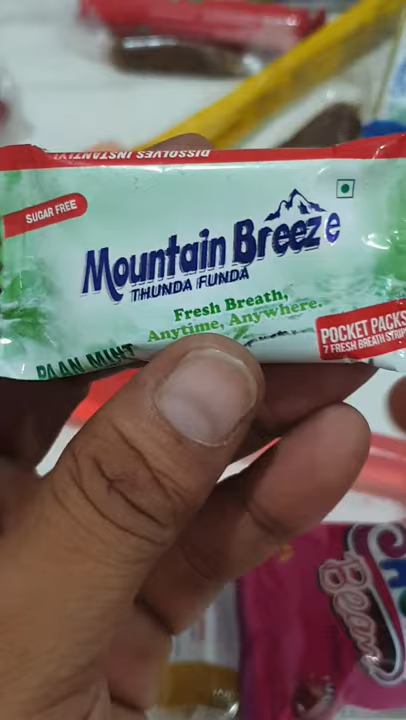 DISSOLVES INSTANTLY!
SUGAR FREE
Mountain Breeze
THUNDA FUNDA
Fresh Breath,
Anytime, Anywhere.
POCKET PACKS
7 FRESH BREATH STRIPS
PAAN MINT